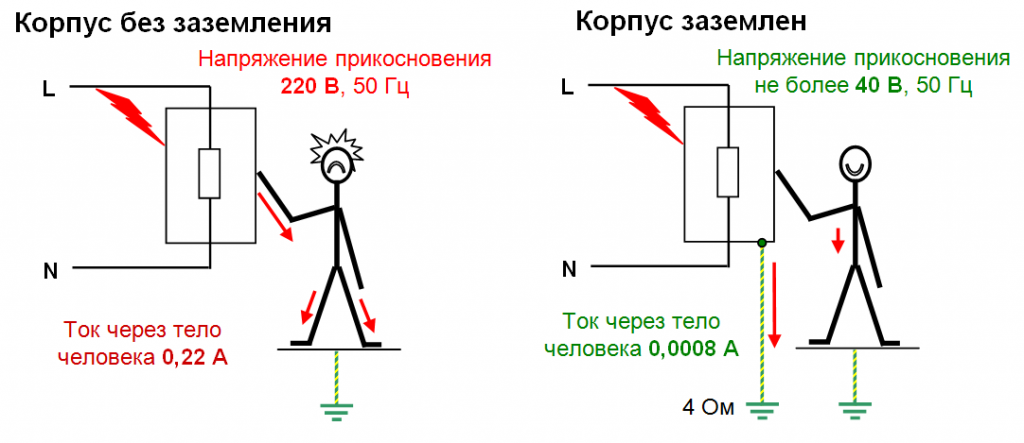 Корпус без заземления
Напряжение прикосновения
220 В, 50 Гц
L
N
Ток через тело
человека 0,22 А
Корпус заземлен
Напряжение прикосновения
не более 40 В, 50 Гц
L
N
Ток через тело
человека 0,0008 А
4 Ом